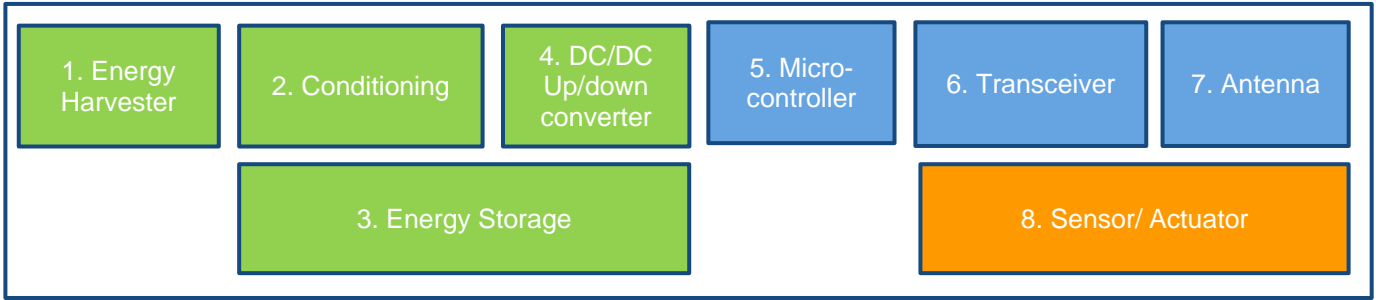 1. Energy
Harvester
2. Conditioning
4. DC/DC
Up/down
converter
5. Micro-
controller
6. Transceiver
7. Antenna
3. Energy Storage
8. Sensor/ Actuator